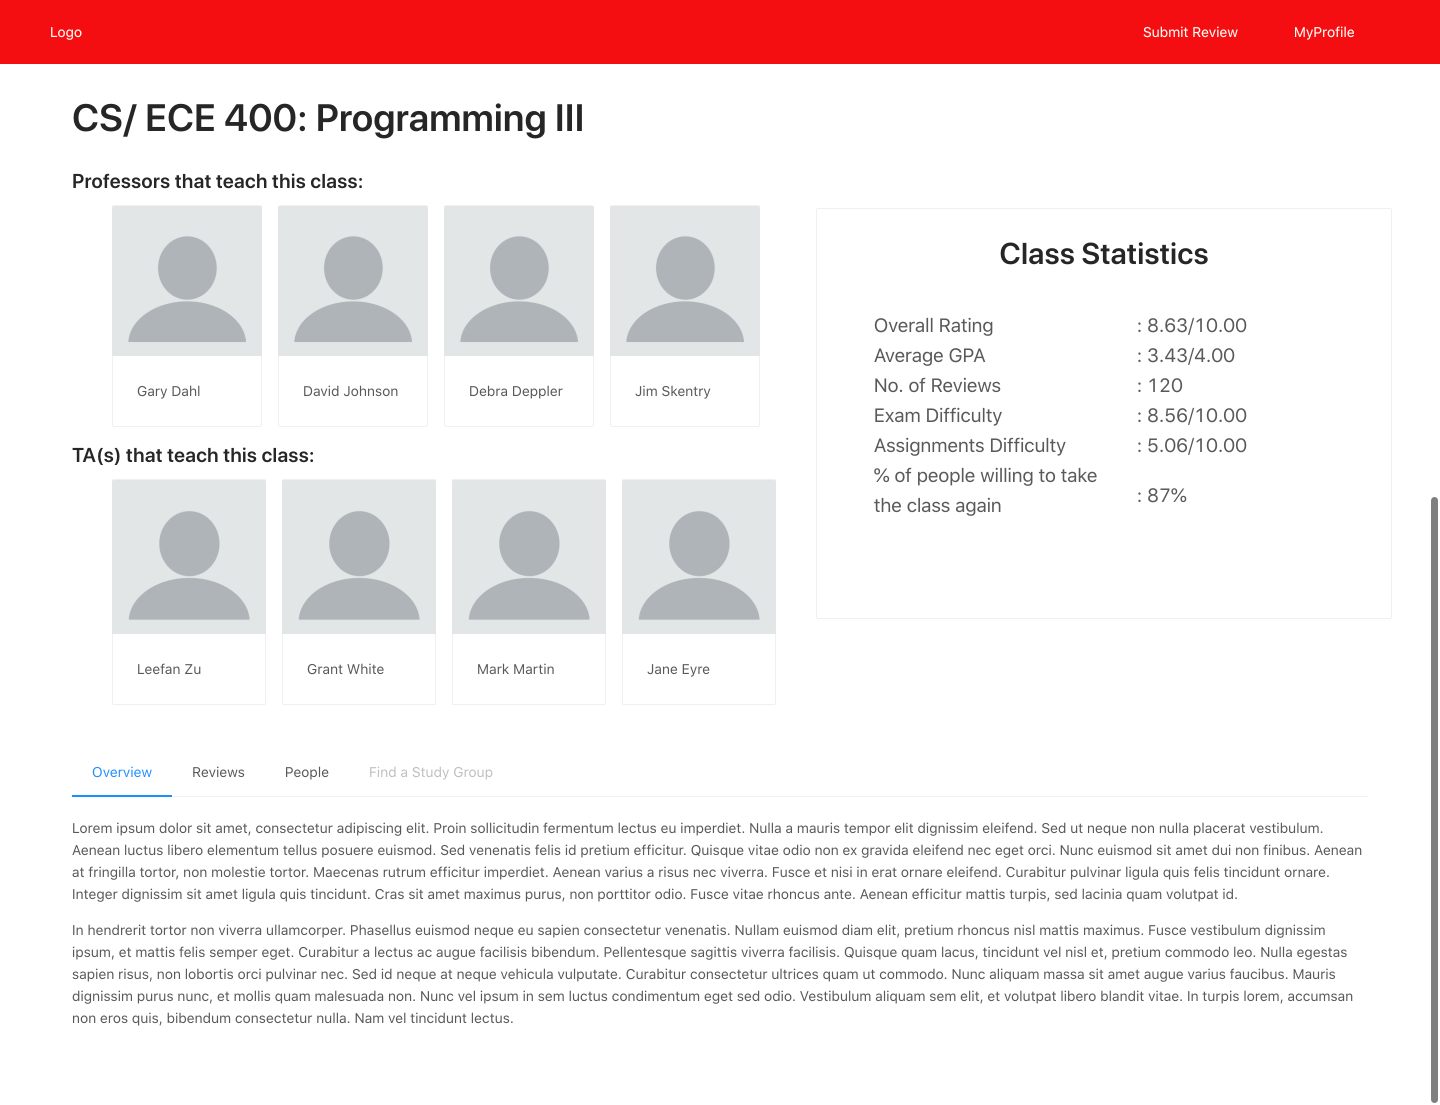 Logo
Submit Review
MyProfile
CS/ ECE 400: Programming III
Professors that teach this class:
Gary Dahl
David Johnson
Debra Deppler
Jim Skentry
TA(s) that teach this class:
Leefan Zu
Grant White
Mark Martin
Jane Eyre
Class Statistics
Overall Rating : 8.63/10.00
Average GPA : 3.43/4.00
No. of Reviews : 120
Exam Difficulty : 8.56/10.00
Assignments Difficulty : 5.06/10.00
% of people willing to take
the class again : 87%
Overview
Reviews
People
Find a Study Group
Lorem ipsum dolor sit amet, consectetur adipiscing elit. Proin sollicitudin fermentum lectus eu imperdiet. Nulla a mauris tempor elit dignissim eleifend. Sed ut neque non nulla placerat vestibulum.
Aenean luctus libero elementum tellus posuere euismod. Sed venenatis felis id pretium efficitur. Quisque vitae odio non ex gravida eleifend nec eget orci. Nunc euismod sit amet dui non finibus. Aenean
at fringilla tortor, non molestie tortor. Maecenas rutrum efficitur imperdiet. Aenean varius a risus nec viverra. Fusce et nisi in erat ornare eleifend. Curabitur pulvinar ligula quis felis tincidunt ornare.
Integer dignissim sit amet ligula quis tincidunt. Cras sit amet maximus purus, non porttitor odio. Fusce vitae rhoncus ante. Aenean efficitur mattis turpis, sed lacinia quam volutpat id.
In hendrerit tortor non viverra ullamcorper. Phasellus euismod neque eu sapien consectetur venenatis. Nullam euismod diam elit, pretium rhoncus nisl mattis maximus. Fusce vestibulum dignissim
ipsum, et mattis felis semper eget. Curabitur a lectus ac augue facilisis bibendum. Pellentesque sagittis viverra facilisis. Quisque quam lacus, tincidunt vel nisl et, pretium commodo leo. Nulla egestas
sapien risus, non lobortis orci pulvinar nec. Sed id neque at neque vehicula vulputate. Curabitur consectetur ultrices quam ut commodo. Nunc aliquam massa sit amet augue varius faucibus. Mauris
dignissim purus nunc, et mollis quam malesuada non. Nunc vel ipsum in sem luctus condimentum eget sed odio. Vestibulum aliquam sem elit, et volutpat libero blandit vitae. In turpis lorem, accumsan
non eros quis, bibendum consectetur nulla. Nam vel tincidunt lectus.